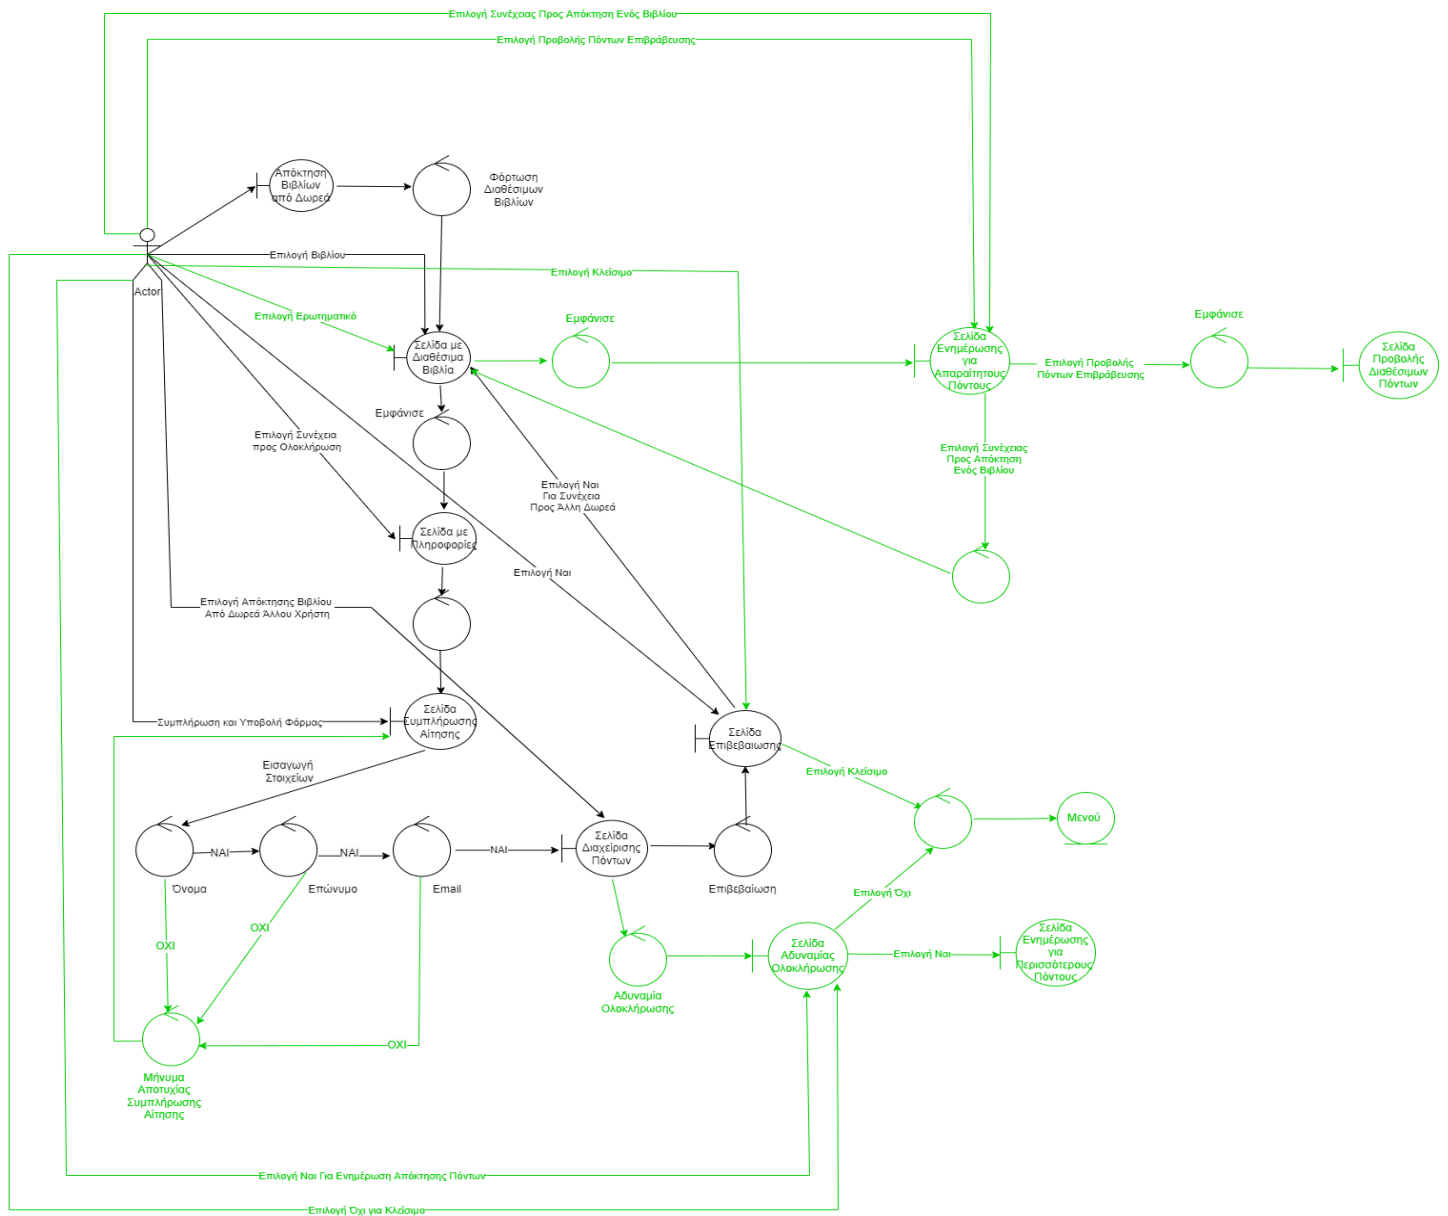 Επιλογή Συνέχειας Προς Απόκτηση Ενός Βιβλίου
Επιλογή Προβολής Πόντων Επιβράβευσης
Απόκτηση
Βιβλίων
από Δωρεά
Φόρτωση
Διαθέσιμων
Βιβλίων
Επιλογή Βιβλίου
Επιλογή Κλείσιμο
Actor
Επιλογή Ερωτηματικό
Εμφάνισε
Εμφάνισε
Σελίδα με
Διαθέσιμα
Βιβλία
Σελίδα
Ενημέρωσης
για
Απαραίτητους
Πόντους
Επιλογή Προβολής
Πόντων Επιβράβευσης
Σελίδα
Προβολής
Διαθέσιμων
Πόντων
Εμφάνισε
Επιλογή Συνέχεια
προς Ολοκλήρωση
Επιλογή Συνέχειας
Προς Απόκτηση
Ενός Βιβλίου
Επιλογή Ναι
Για Συνέχεια
Προς Άλλη Δωρεά
Σελίδα με
Πληροφορίες
Επιλογή Ναι
Επιλογή Απόκτησης Βιβλίου
Από Δωρεά Άλλου Χρήστη
Σελίδα
Συμπλήρωσης
Αίτησης
Συμπλήρωση και Υποβολή Φόρμας
Σελίδα
Επιβεβαιωσης
Εισαγωγή
Στοιχείων
Επιλογή Κλείσιμο
Μενού
Σελίδα
Διαχείρισης
Πόντων
ΝΑΙ
ΝΑΙ
ΝΑΙ
Όνομα
Επώνυμο
Email
Επιβεβαίωση
Επιλογή Όχι
ΟΧΙ
ΟΧΙ
Σελίδα
Αδυναμίας
Ολοκλήρωσης
Επιλογή Ναι
Σελίδα
Ενημέρωσης
για
Περισσότερους
Πόντους
Αδυναμία
Ολοκλήρωσης
ΟΧΙ
Μήνυμα
Αποτυχίας
Συμπλήρωσης
Αίτησης
Επιλογή Ναι Για Ενημέρωση Απόκτησης Πόντων
Επιλογή Όχι για Κλείσιμο